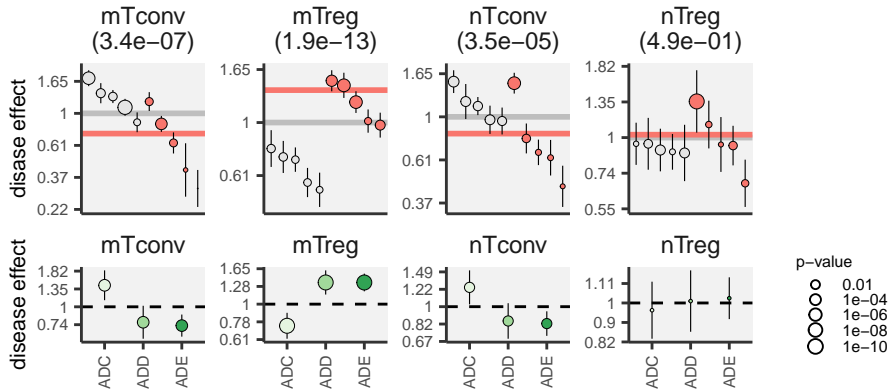 mTconv
(3.4e−07)
mTreg
(1.9e−13)
nTconv
(3.5e−05)
nTreg
(4.9e−01)
disease effect
1.65
1
0.61
0.37
0.22
1.65
1
0.61
1.65
1
0.61
0.37
1.82
1.35
1
0.74
0.55
mTconv
mTreg
nTconv
nTreg
disease effect
1.82
1.35
1
0.74
1.65
1.28
1
0.78
0.61
1.49
1.22
1
0.82
0.67
1.11
1
0.9
0.82
ADC
ADD
ADE
ADC
ADD
ADE
ADC
ADD
ADE
ADC
ADD
ADE
p−value
0.01
1e−04
1e−06
1e−08
1e−10